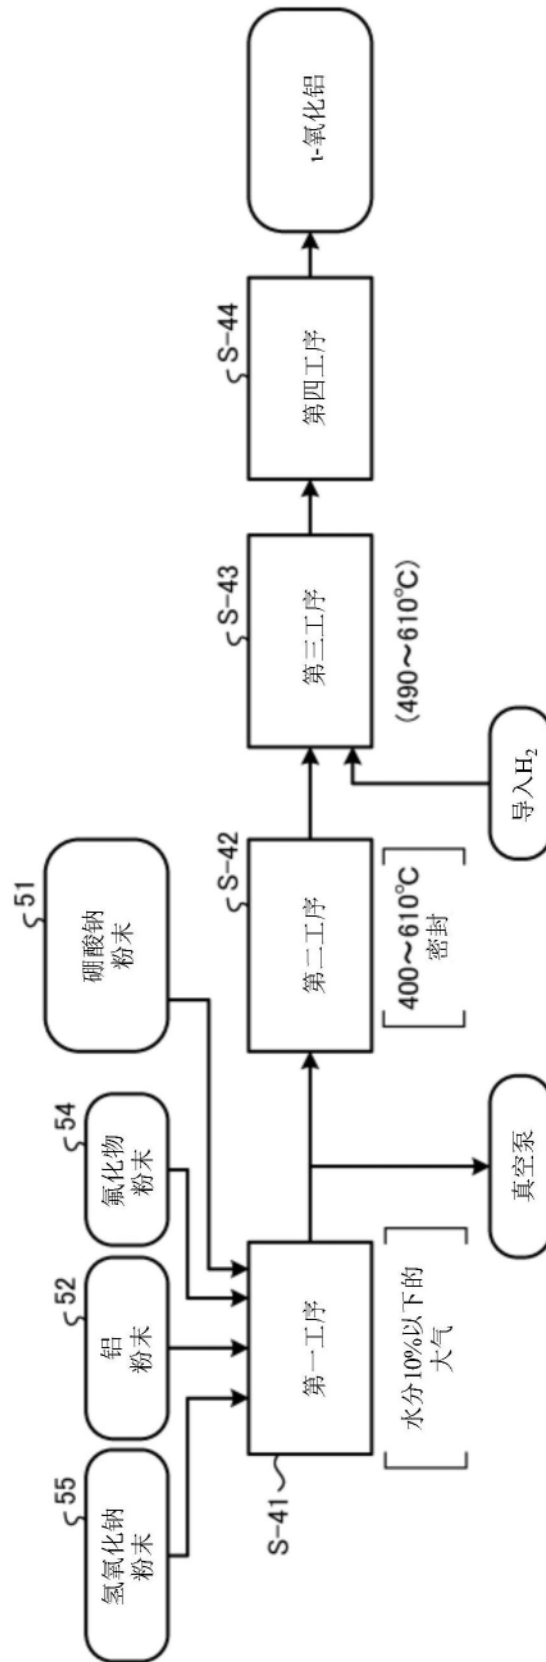 55
氢氧化钠
粉末
52
铝
粉末
54
氟化物
粉末
51
硼酸钠
粉末
S-41
第一工序
水分10%以下的
大气
真空泵
S-42
第二工序
400～610℃
密封
导入H₂
S-43
第三工序
(490～610℃)
S-44
第四工序
ι-氧化铝